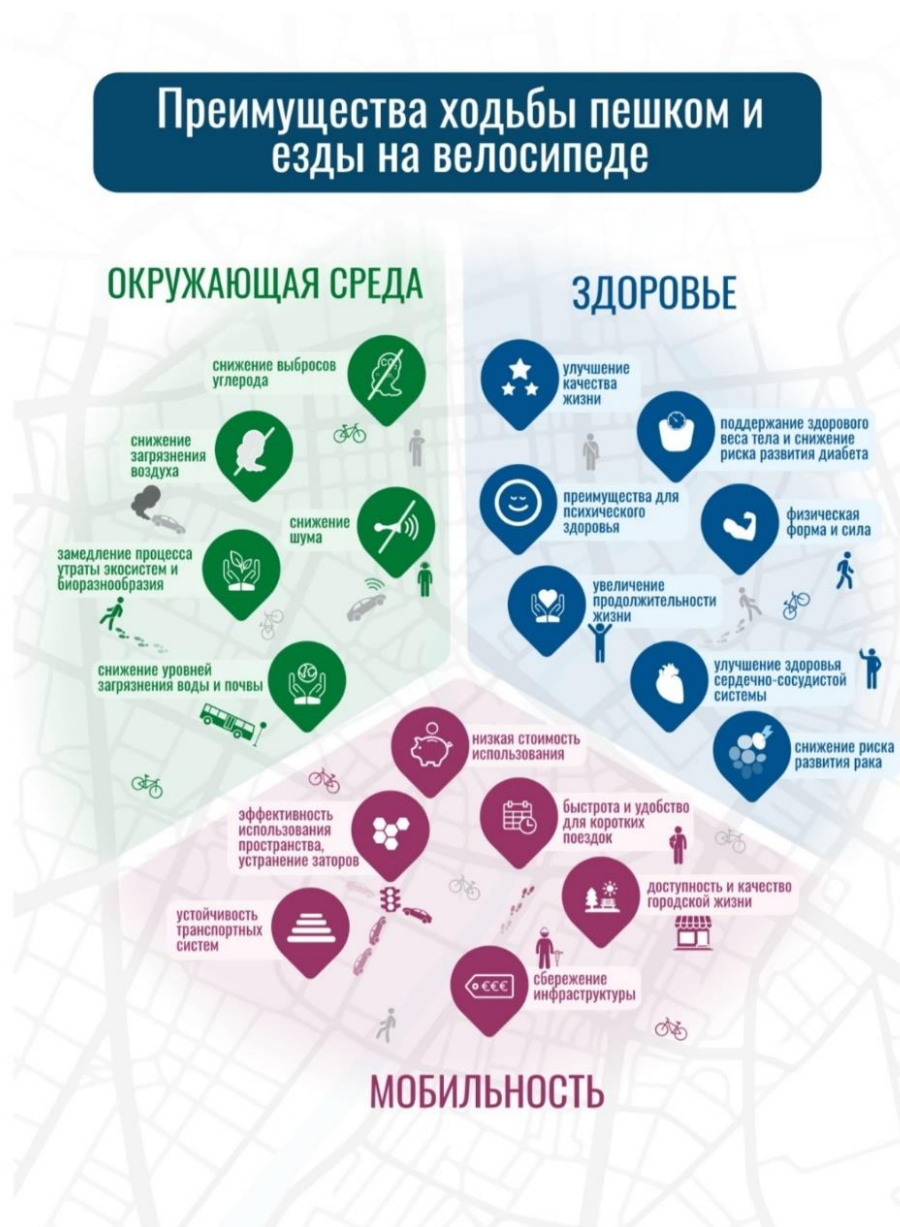 Преимущества ходьбы пешком и
езды на велосипеде
ОКРУЖАЮЩАЯ СРЕДА
снижение выбросов
углерода
снижение
загрязнения
воздуха
снижение
шума
замедление процесса
утраты экосистем и
биоразнообразия
снижение уровней
загрязнения воды и почвы
ЗДОРОВЬЕ
улучшение
качества
жизни
поддержание здорового
веса тела и снижение
риска развития диабета
преимущества для
психического
здоровья
физическая
форма и сила
увеличение
продолжительности
жизни
улучшение здоровья
сердечно-сосудистой
системы
снижение риска
развития рака
низкая стоимость
использования
эффективность
использования
пространства,
устранение заторов
быстрота и удобство
для коротких
поездок
доступность и качество
городской жизни
устойчивость
транспортных
систем
€€€
сбережение
инфраструктуры
МОБИЛЬНОСТЬ